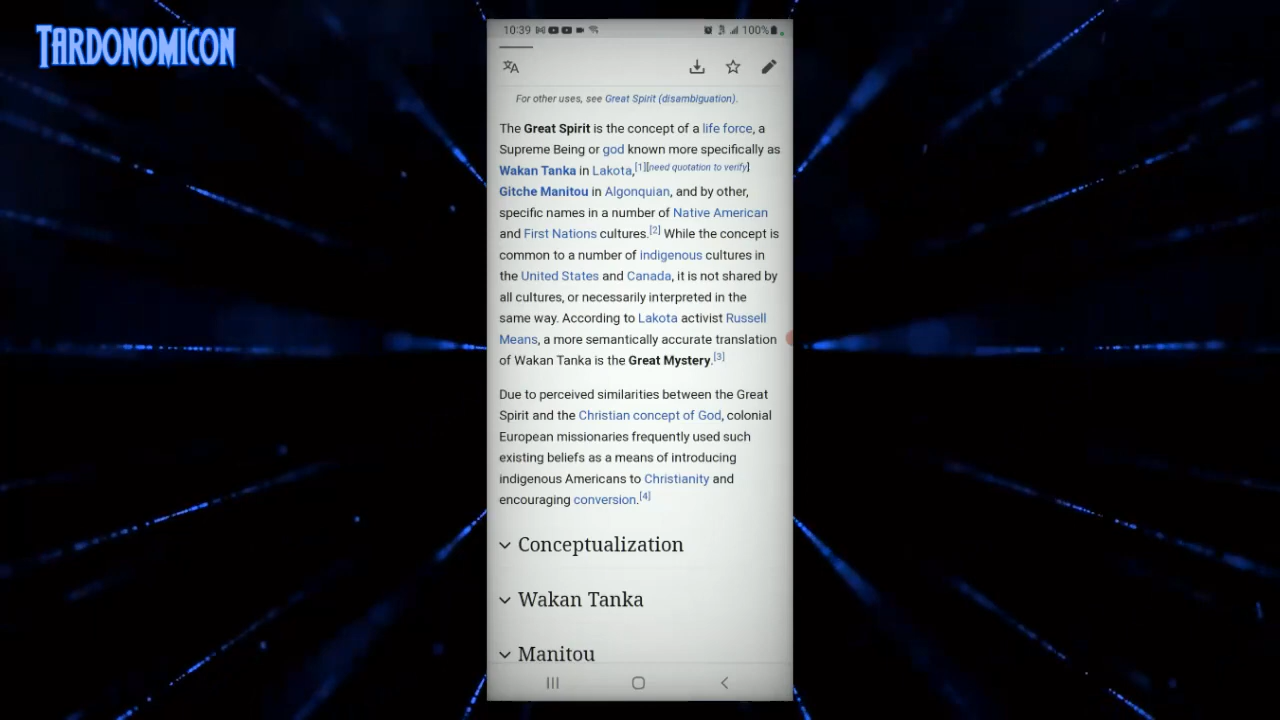 TARDONOMICON
10:39
100%
For other uses, see Great Spirit (disambiguation).
The Great Spirit is the concept of a life force, a
Supreme Being or god known more specifically as
Wakan Tanka in Lakota,[1][need quotation to verify]
Gitche Manitou in Algonquian, and by other,
specific names in a number of Native American
and First Nations cultures.[2] While the concept is
common to a number of indigenous cultures in
the United States and Canada, it is not shared by
all cultures, or necessarily interpreted in the
same way. According to Lakota activist Russell
Means, a more semantically accurate translation
of Wakan Tanka is the Great Mystery.[3]
Due to perceived similarities between the Great
Spirit and the Christian concept of God, colonial
European missionaries frequently used such
existing beliefs as a means of introducing
indigenous Americans to Christianity and
encouraging conversion.[4]
Conceptualization
Wakan Tanka
Manitou